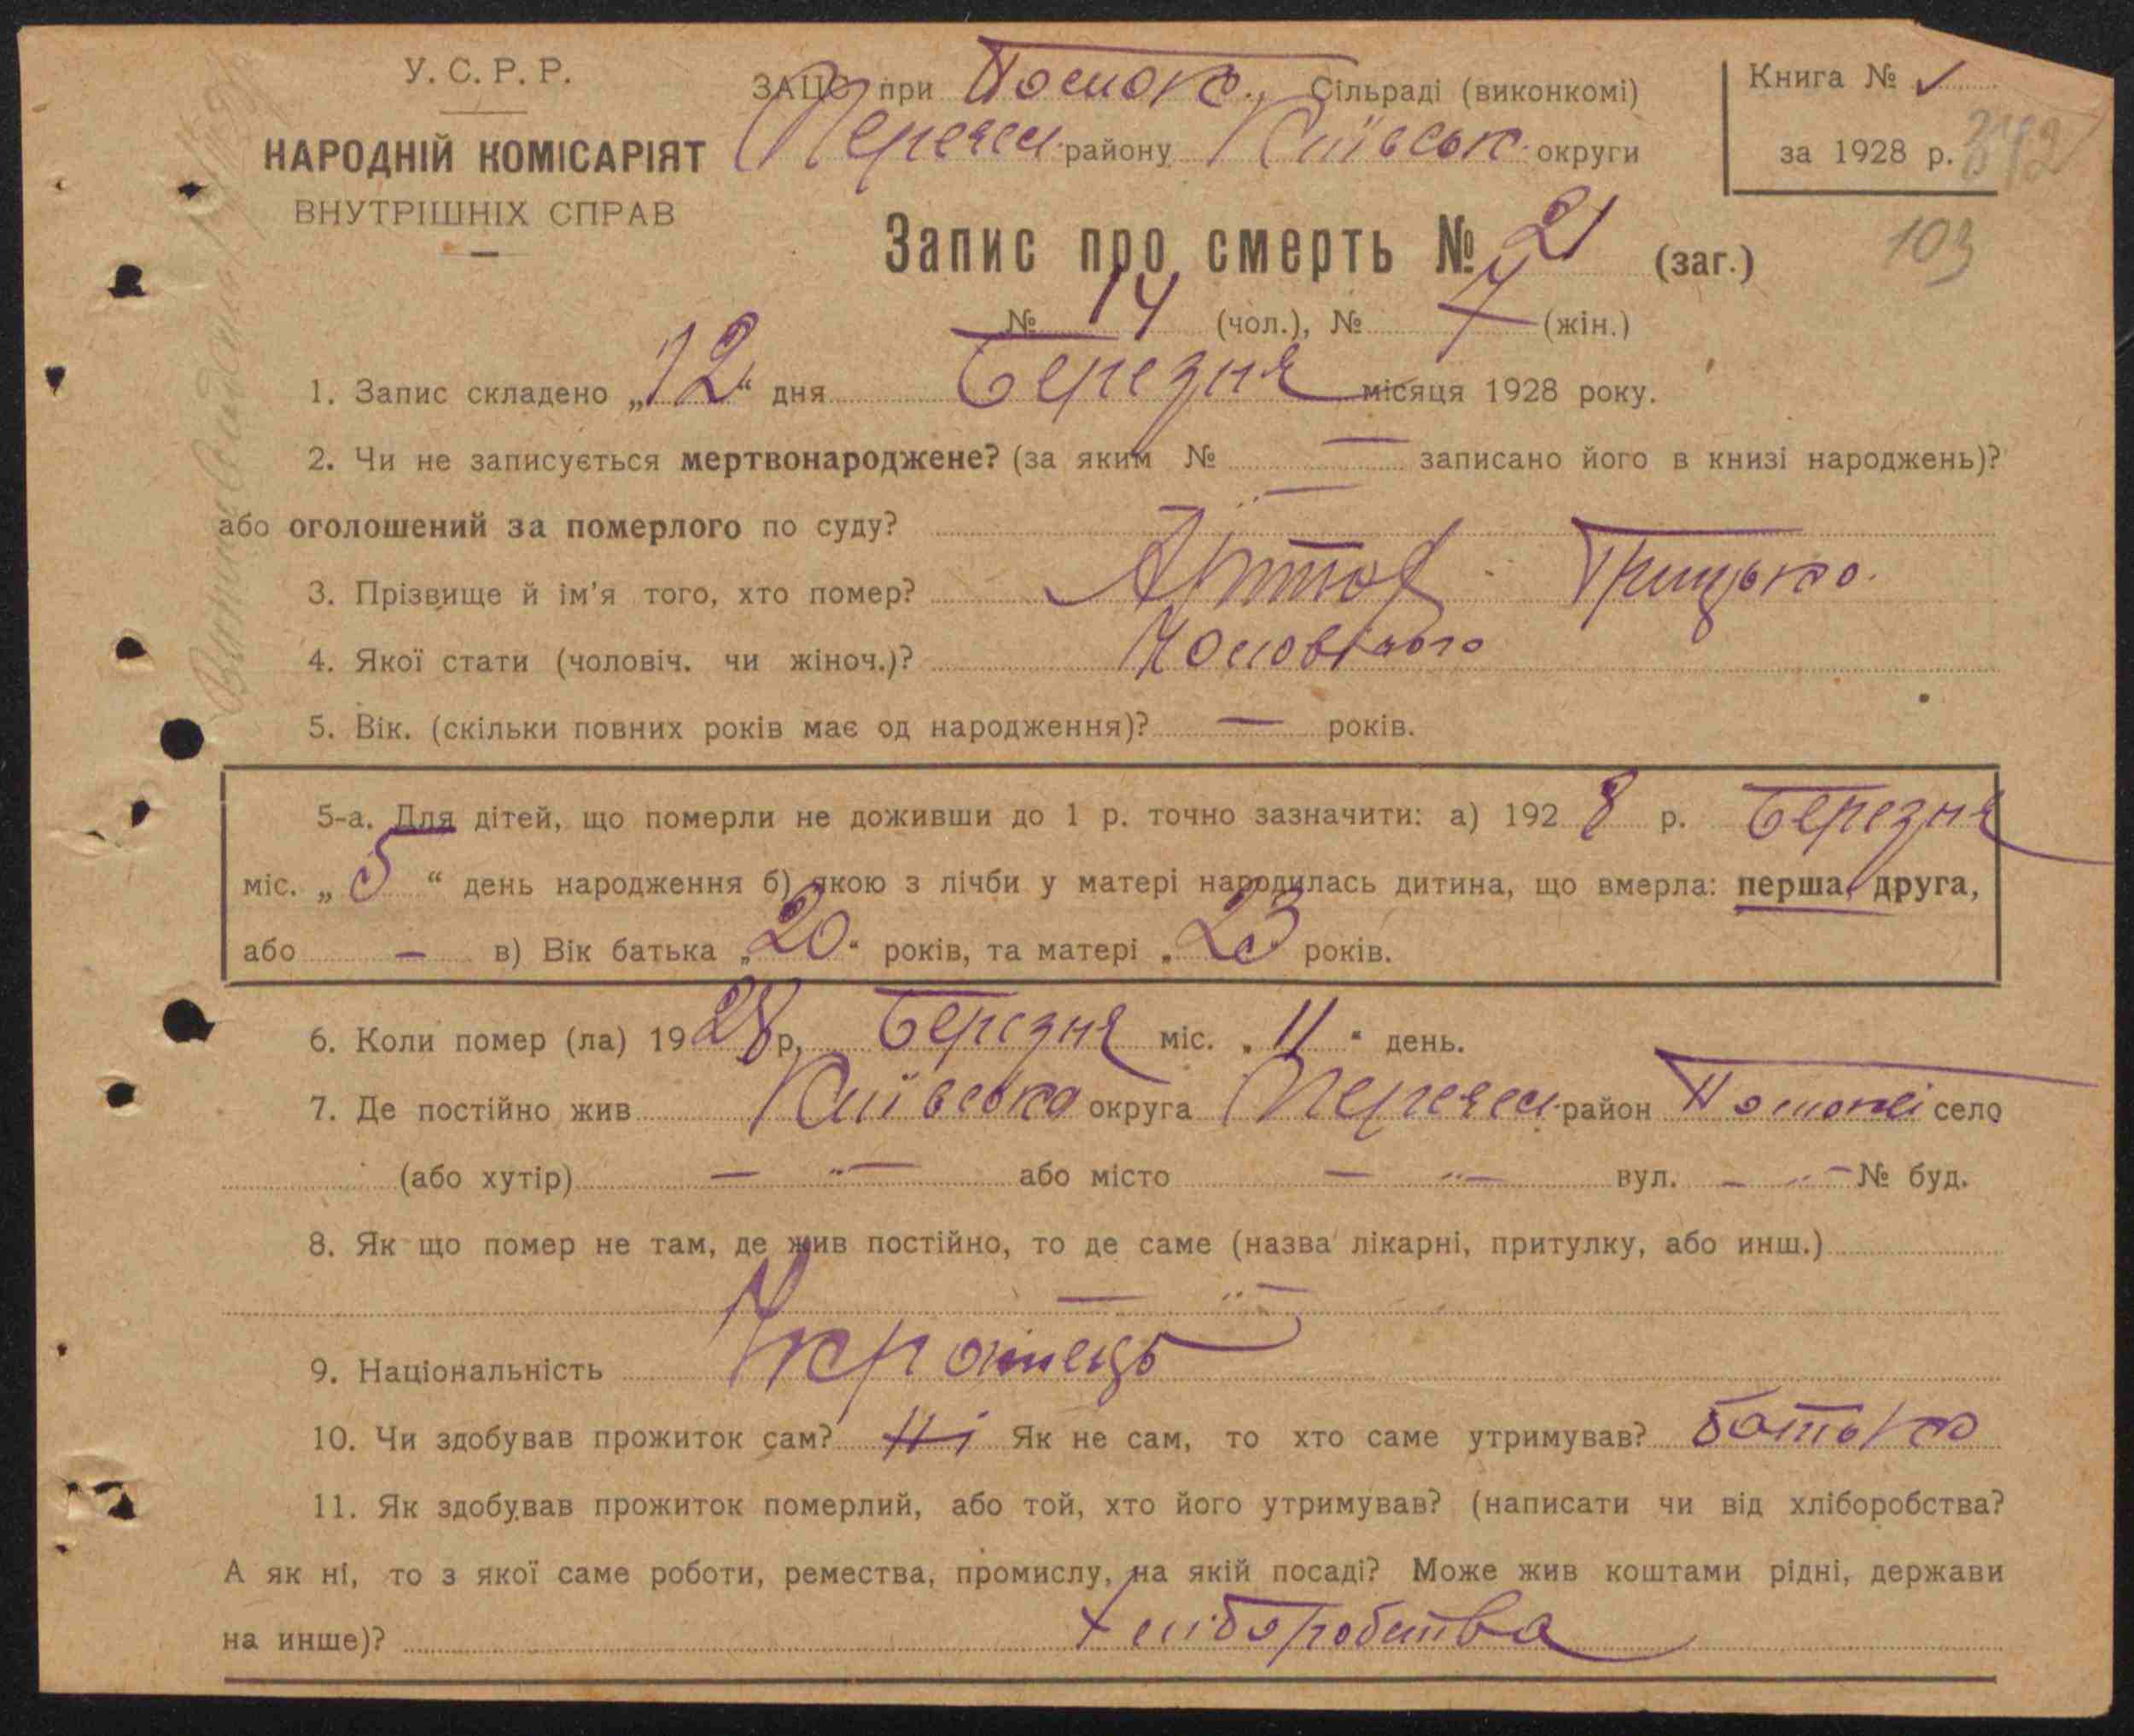 У. С. Р. Р.
НАРОДНІЙ КОМІСАРІЯТ
ВНУТРІШНІХ СПРАВ
ЗАЦС при Сільраді (виконкомі)
Переясл. району Київськ. округи
Книга №
за 1928 р. 342
103
Запис про смерть № 21 (заг.)
№ 14 (чол.), № 7 (жін.)
1. Запис складено „12“ дня Березня місяця 1928 року.
2. Чи не записується мертвонароджене? (за яким № — записано його в книзі народжень)?
або оголошений за померлого по суду? —
3. Прізвище й ім'я того, хто помер? Грицько
4. Якої стати (чоловіч. чи жіноч.)? Чоловічого
5. Вік. (скільки повних років має од народження)? — років.
5-а. Для дітей, що померли не доживши до 1 р. точно зазначити: а) 1928 р. Березня
міс. „5“ день народження б) якою з лічби у матері народилась дитина, що вмерла: перша, друга,
або — в) Вік батька „20“ років, та матері „23 років.
6. Коли помер (ла) 1928 р. Березня міс. „11“ день.
7. Де постійно жив Київська округа Переясл. район село
(або хутір) — „ — або місто — „ — вул. — „ — № буд.
8. Як що помер не там, де жив постійно, то де саме (назва лікарні, притулку, або инш.)
— „ —
9. Національність Українець
10. Чи здобував прожиток сам? Ні Як не сам, то хто саме утримував? батько
11. Як здобував прожиток померлий, або той, хто його утримував? (написати чи від хліборобства?
А як ні, то з якої саме роботи, ремества, промислу, на якій посаді? Може жив коштами рідні, держави
на инше)? Хліборобства